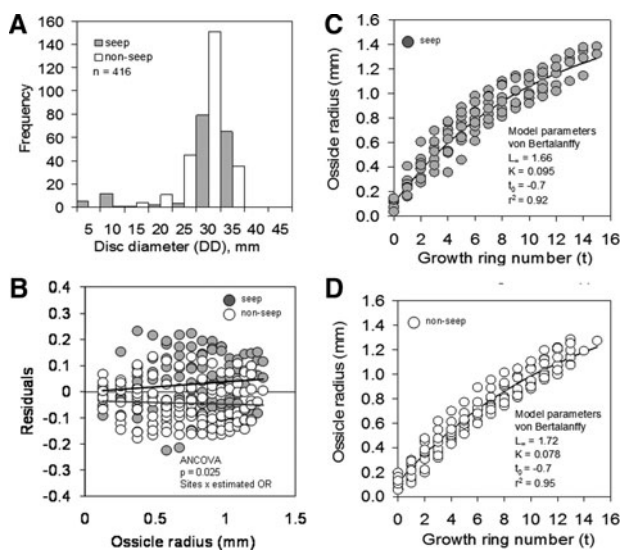 A
160
140
120
100
80
60
40
20
0
Frequency
seep
non-seep
n = 416
5 10 15 20 25 30 35 40 45
Disc diameter (DD), mm
B
0.4
0.3
0.2
0.1
0
-0.1
-0.2
-0.3
-0.4
Residuals
seep
non-seep
ANCOVA
p = 0.025
Sites x estimated OR
0 0.5 1 1.5
Ossicle radius (mm)
C
1.6
1.4
1.2
1.0
0.8
0.6
0.4
0.2
0.0
Ossicle radius (mm)
seep
Model parameters
von Bertalanffy
L∞ = 1.66
K = 0.095
t0 = -0.7
r² = 0.92
0 2 4 6 8 10 12 14 16
Growth ring number (t)
D
1.6
1.4
1.2
1.0
0.8
0.6
0.4
0.2
0.0
Ossicle radius (mm)
non-seep
Model parameters
von Bertalanffy
L∞ = 1.72
K = 0.078
t0 = -0.7
r² = 0.95
0 2 4 6 8 10 12 14 16
Growth ring number (t)